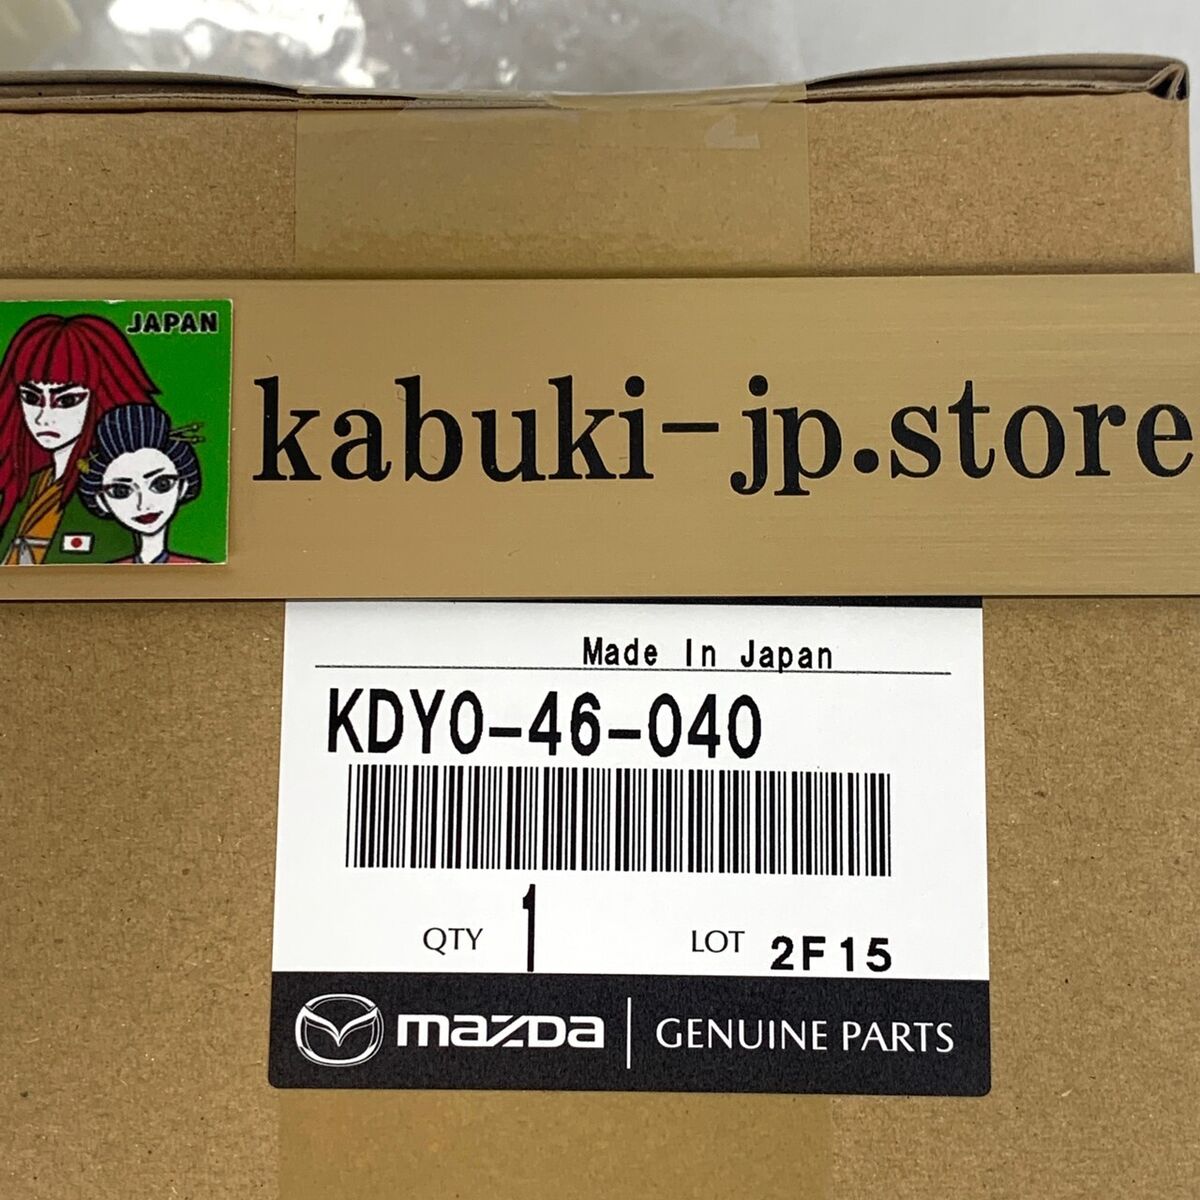 JAPAN
kabuki-jp.store
Made In Japan
KDY0-46-040
QTY 1 LOT 2F15
mazda GENUINE PARTS